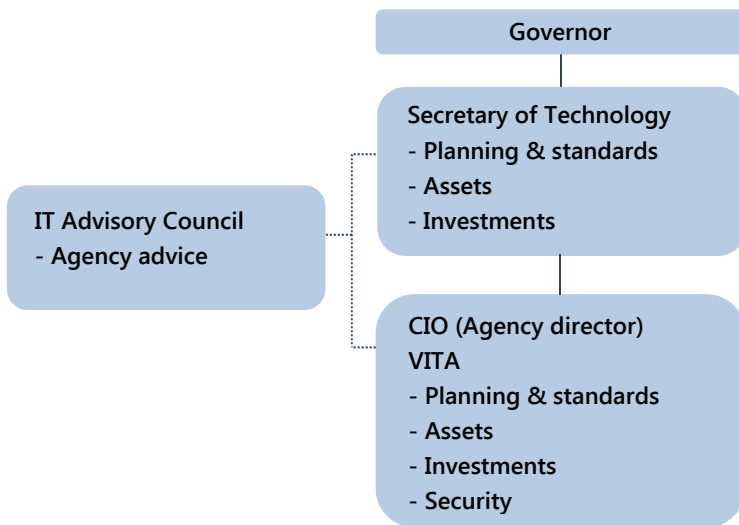 Governor
Secretary of Technology
- Planning & standards
- Assets
- Investments
IT Advisory Council
- Agency advice
CIO (Agency director)
VITA
- Planning & standards
- Assets
- Investments
- Security